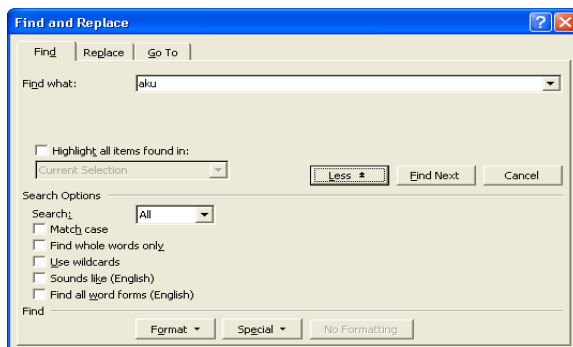 Find and Replace
Find Replace Go To
Find what: aku
Highlight all items found in:
Current Selection
Less Find Next Cancel
Search Options
Search: All
Match case
Find whole words only
Use wildcards
Sounds like (English)
Find all word forms (English)
Find
Format Special No Formatting